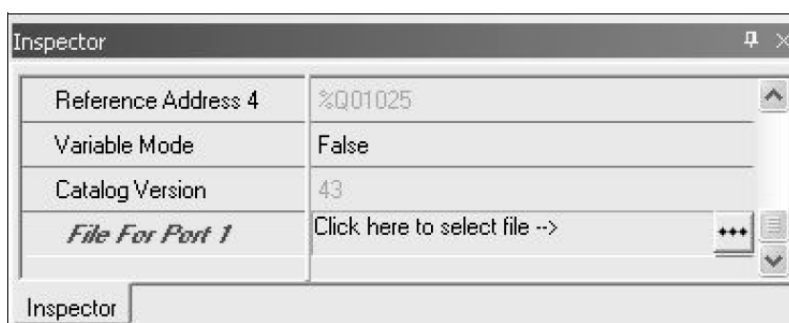 Inspector
Reference Address 4 %Q01025
Variable Mode False
Catalog Version 43
File For Port 1 Click here to select file -->
Inspector